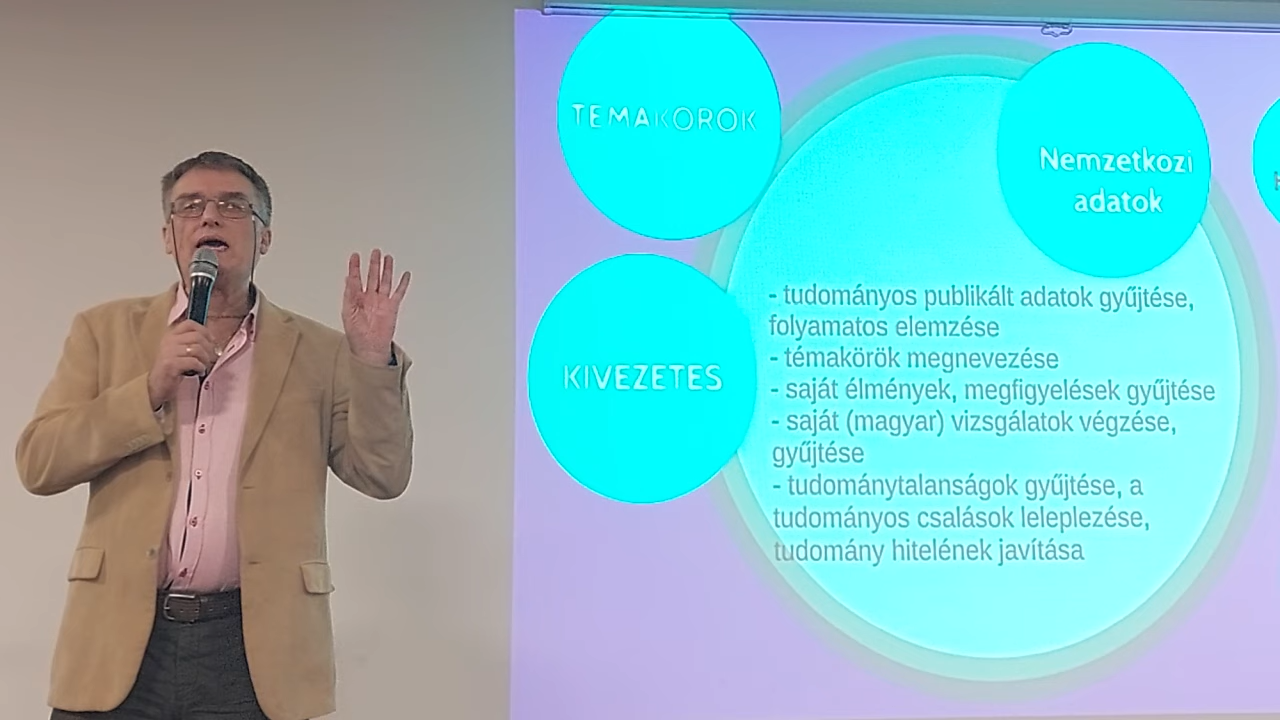 TEMAKOROK
Nemzetkozi
adatok
KIVEZETES
- tudományos publikált adatok gyűjtése,
folyamatos elemzése
- témakörök megnevezése
- saját élmények, megfigyelések gyűjtése
- saját (magyar) vizsgálatok végzése,
gyűjtése
- tudománytalanságok gyűjtése, a
tudományos csalások leleplezése,
tudomány hitelének javítása